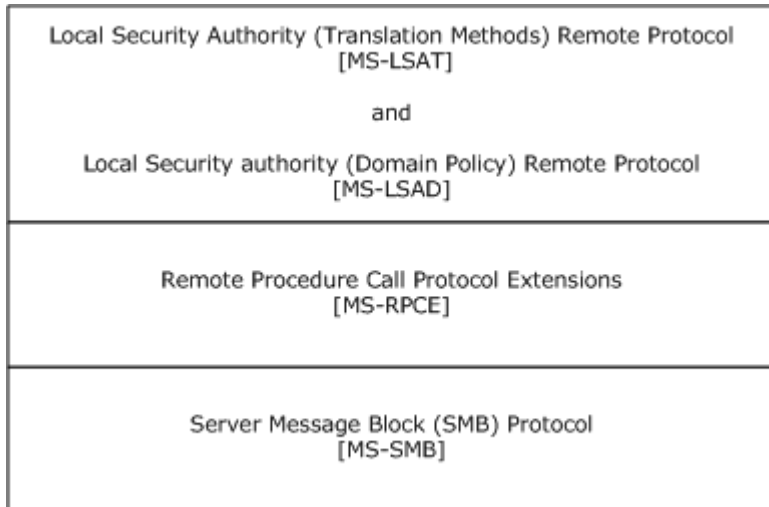 Local Security Authority (Translation Methods) Remote Protocol
[MS-LSAT]
and
Local Security authority (Domain Policy) Remote Protocol
[MS-LSAD]
Remote Procedure Call Protocol Extensions
[MS-RPCE]
Server Message Block (SMB) Protocol
[MS-SMB]